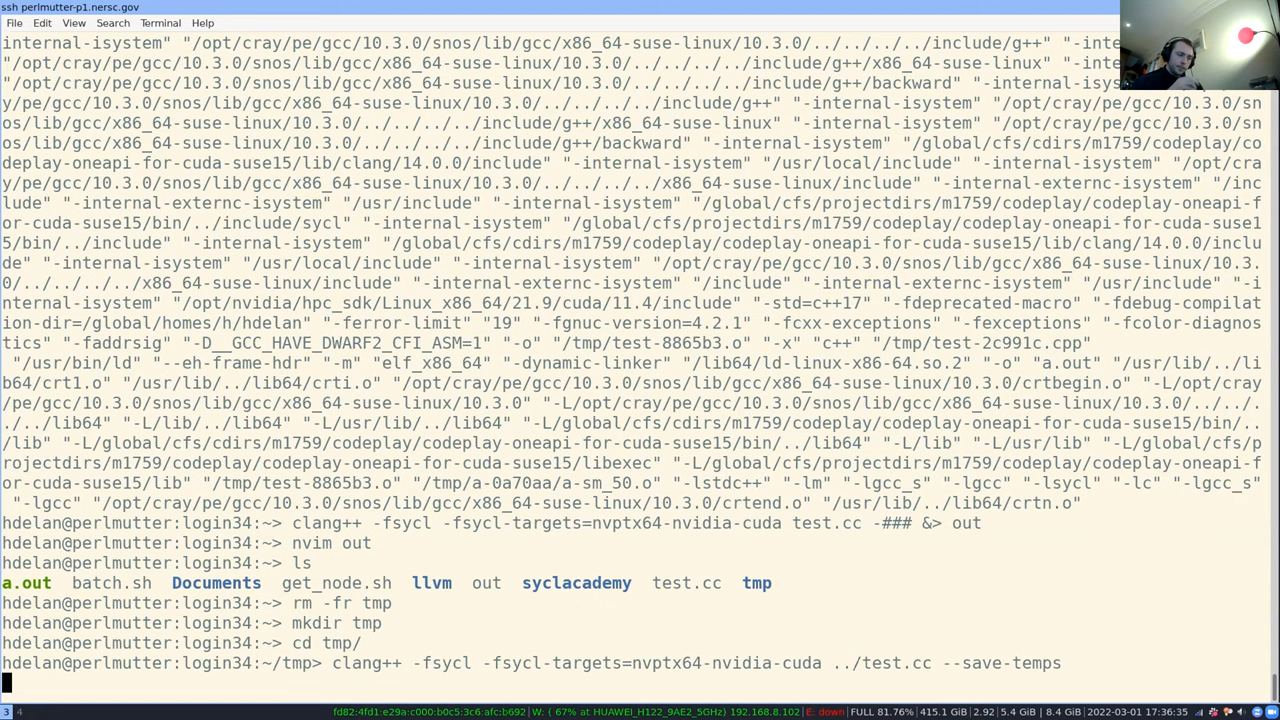 ssh perlmutter-p1.nersc.gov
File Edit View Search Terminal Help
internal-isystem" "/opt/cray/pe/gcc/10.3.0/snos/lib/gcc/x86_64-suse-linux/10.3.0/../../../../include/g++" "-inte
"/opt/cray/pe/gcc/10.3.0/snos/lib/gcc/x86_64-suse-linux/10.3.0/../../../../include/g++/x86_64-suse-linux" "-inte
"/opt/cray/pe/gcc/10.3.0/snos/lib/gcc/x86_64-suse-linux/10.3.0/../../../../include/g++/backward" "-internal-isys
y/pe/gcc/10.3.0/snos/lib/gcc/x86_64-suse-linux/10.3.0/../../../../include/g++" "-internal-isystem" "/opt/cray/pe/gcc/10.3.0/sn
os/lib/gcc/x86_64-suse-linux/10.3.0/../../../../include/g++/x86_64-suse-linux" "-internal-isystem" "/opt/cray/pe/gcc/10.3.0/sn
os/lib/gcc/x86_64-suse-linux/10.3.0/../../../../include/g++/backward" "-internal-isystem" "/global/cfs/cdirs/m1759/codeplay/co
deplay-oneapi-for-cuda-suse15/lib/clang/14.0.0/include" "-internal-isystem" "/usr/local/include" "-internal-isystem" "/opt/cra
y/pe/gcc/10.3.0/snos/lib/gcc/x86_64-suse-linux/10.3.0/../../../../x86_64-suse-linux/include" "-internal-externc-isystem" "/inc
lude" "-internal-externc-isystem" "/usr/include" "-internal-isystem" "/global/cfs/projectdirs/m1759/codeplay/codeplay-oneapi-f
or-cuda-suse15/bin/../include/sycl" "-internal-isystem" "/global/cfs/projectdirs/m1759/codeplay/codeplay-oneapi-for-cuda-suse1
5/bin/../include" "-internal-isystem" "/global/cfs/cdirs/m1759/codeplay/codeplay-oneapi-for-cuda-suse15/lib/clang/14.0.0/inclu
de" "-internal-isystem" "/usr/local/include" "-internal-isystem" "/opt/cray/pe/gcc/10.3.0/snos/lib/gcc/x86_64-suse-linux/10.3.
0/../../../../x86_64-suse-linux/include" "-internal-externc-isystem" "/include" "-internal-externc-isystem" "/usr/include" "-i
nternal-isystem" "/opt/nvidia/hpc_sdk/Linux_x86_64/21.9/cuda/11.4/include" "-std=c++17" "-fdeprecated-macro" "-fdebug-compilat
ion-dir=/global/homes/h/hdelan" "-ferror-limit" "19" "-fgnuc-version=4.2.1" "-fcxx-exceptions" "-fexceptions" "-fcolor-diagnos
tics" "-faddrsig" "-D__GCC_HAVE_DWARF2_CFI_ASM=1" "-o" "/tmp/test-8865b3.o" "-x" "c++" "/tmp/test-2c991c.cpp"
"/usr/bin/ld" "--eh-frame-hdr" "-m" "elf_x86_64" "-dynamic-linker" "/lib64/ld-linux-x86-64.so.2" "-o" "a.out" "/usr/lib/../li
b64/crt1.o" "/usr/lib/../lib64/crti.o" "/opt/cray/pe/gcc/10.3.0/snos/lib/gcc/x86_64-suse-linux/10.3.0/crtbegin.o" "-L/opt/cray
/pe/gcc/10.3.0/snos/lib/gcc/x86_64-suse-linux/10.3.0" "-L/opt/cray/pe/gcc/10.3.0/snos/lib/gcc/x86_64-suse-linux/10.3.0/../../.
./../lib64" "-L/lib/../lib64" "-L/usr/lib/../lib64" "-L/global/cfs/cdirs/m1759/codeplay/codeplay-oneapi-for-cuda-suse15/bin/..
/lib" "-L/global/cfs/cdirs/m1759/codeplay/codeplay-oneapi-for-cuda-suse15/bin/../lib64" "-L/lib" "-L/usr/lib" "-L/global/cfs/p
rojectdirs/m1759/codeplay/codeplay-oneapi-for-cuda-suse15/libexec" "-L/global/cfs/projectdirs/m1759/codeplay/codeplay-oneapi-f
or-cuda-suse15/lib" "/tmp/test-8865b3.o" "/tmp/a-0a70aa/a-sm_50.o" "-lstdc++" "-lm" "-lgcc_s" "-lgcc" "-lsycl" "-lc" "-lgcc_s"
"-lgcc" "/opt/cray/pe/gcc/10.3.0/snos/lib/gcc/x86_64-suse-linux/10.3.0/crtend.o" "/usr/lib/../lib64/crtn.o"
hdelan@perlmutter:login34:~> clang++ -fsycl -fsycl-targets=nvptx64-nvidia-cuda test.cc -### &> out
hdelan@perlmutter:login34:~> nvim out
hdelan@perlmutter:login34:~> ls
a.out batch.sh Documents get_node.sh llvm out syclacademy test.cc tmp
hdelan@perlmutter:login34:~> rm -fr tmp
hdelan@perlmutter:login34:~> mkdir tmp
hdelan@perlmutter:login34:~> cd tmp/
hdelan@perlmutter:login34:~/tmp> clang++ -fsycl -fsycl-targets=nvptx64-nvidia-cuda ../test.cc --save-temps
3 4 fd82:4fd1:e29a:c000:b0c5:3c6:afc:b692 | W: ( 67% at HUAWEI_H122_9AE2_5GHz) 192.168.8.102 | E: down | FULL 81.76% | 415.1 GiB | 2.92 | 5.4 GiB | 8.4 GiB | 2022-03-01 17:36:35